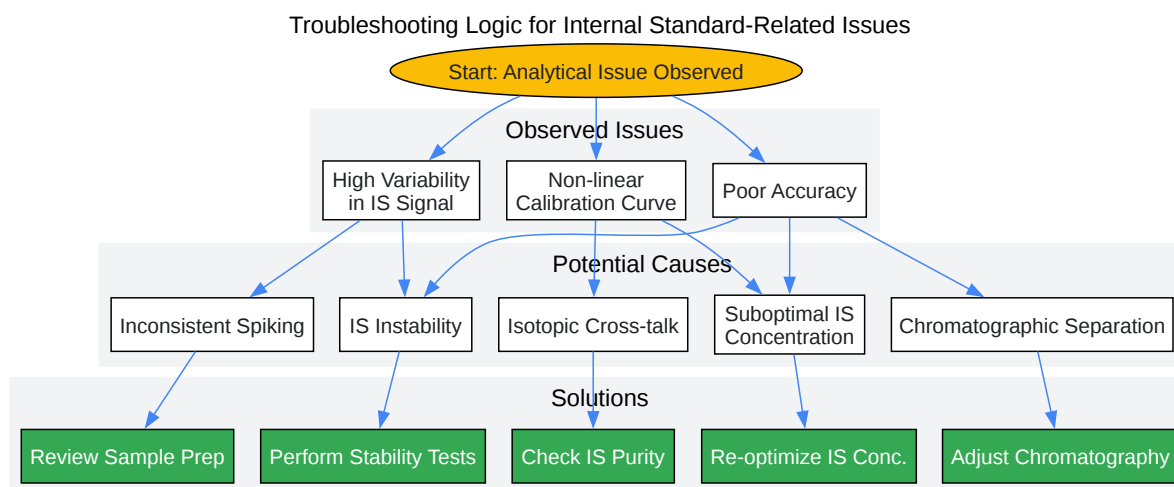 Troubleshooting Logic for Internal Standard-Related Issues
Start: Analytical Issue Observed
Observed Issues
High Variability
in IS Signal
Non-linear
Calibration Curve
Poor Accuracy
Potential Causes
Inconsistent Spiking
IS Instability
Isotopic Cross-talk
Suboptimal IS
Concentration
Chromatographic Separation
Solutions
Review Sample Prep
Perform Stability Tests
Check IS Purity
Re-optimize IS Conc.
Adjust Chromatography